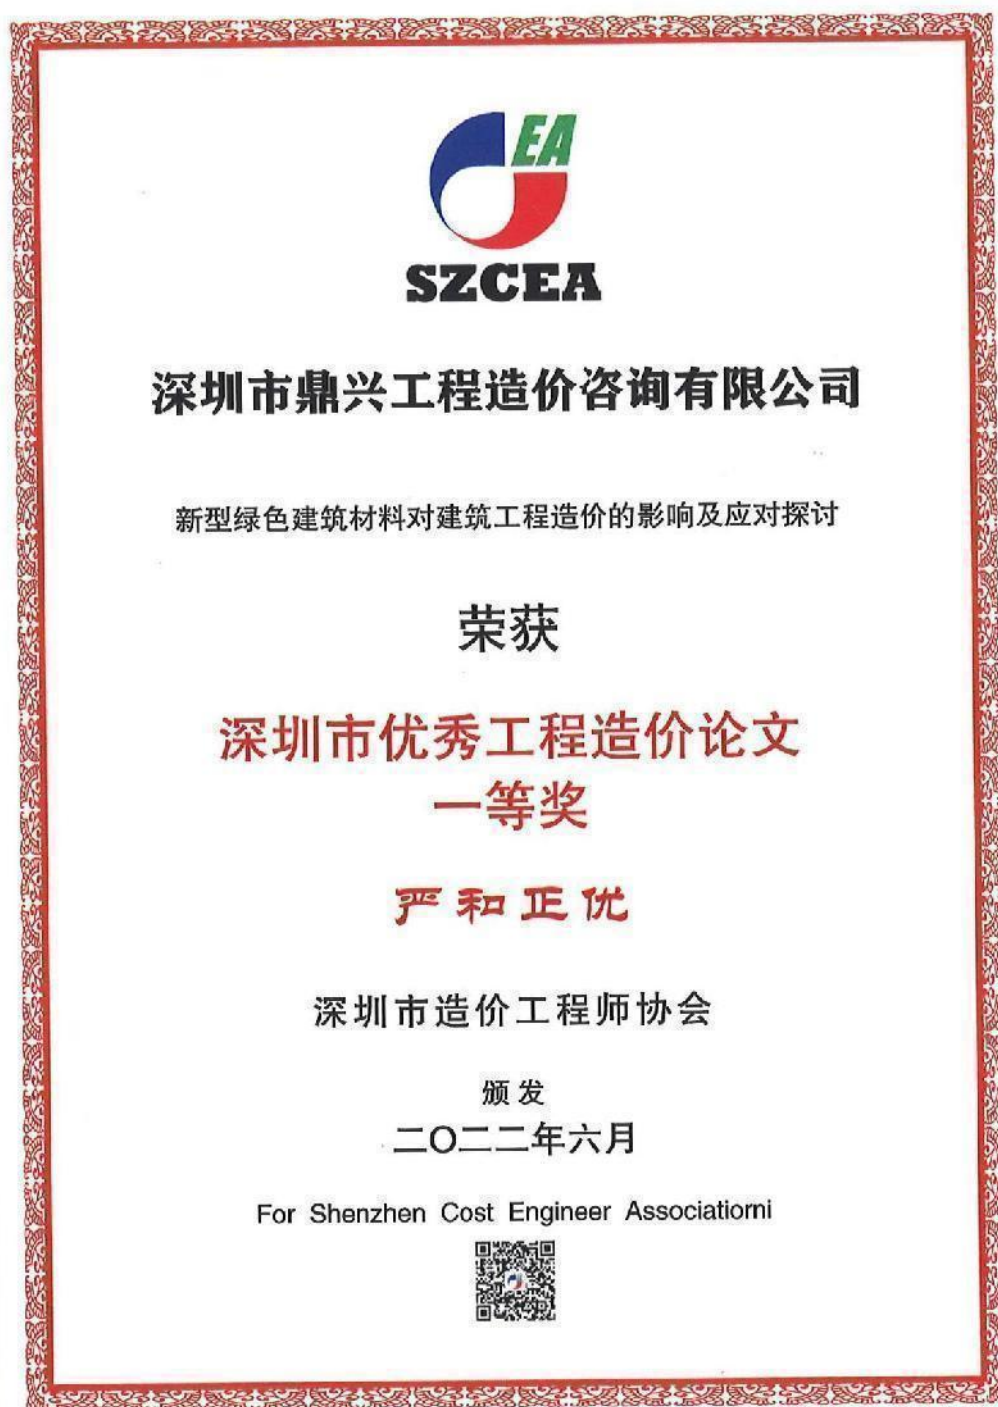 EA
SZCEA
深圳市鼎兴工程造价咨询有限公司
新型绿色建筑材料对建筑工程造价的影响及应对探讨
荣获
深圳市优秀工程造价论文
一等奖
严和正优
深圳市造价工程师协会
颁发
二〇二二年六月
For Shenzhen Cost Engineer Associatiomi